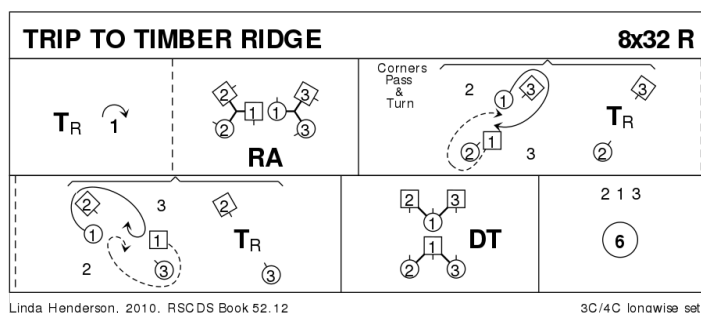 TRIP TO TIMBER RIDGE 8x32 R
TR 1
2 3
1 1
2 3
RA
Corners
Pass
&
Turn
2 3 3
1 TR
1
2 3 2
2 3 2
1 1 TR
2 3 3
2 3
1
1 DT
2 3
2 1 3
6
Linda Henderson, 2010, RSCDS Book 52.12 3C/4C longwise set